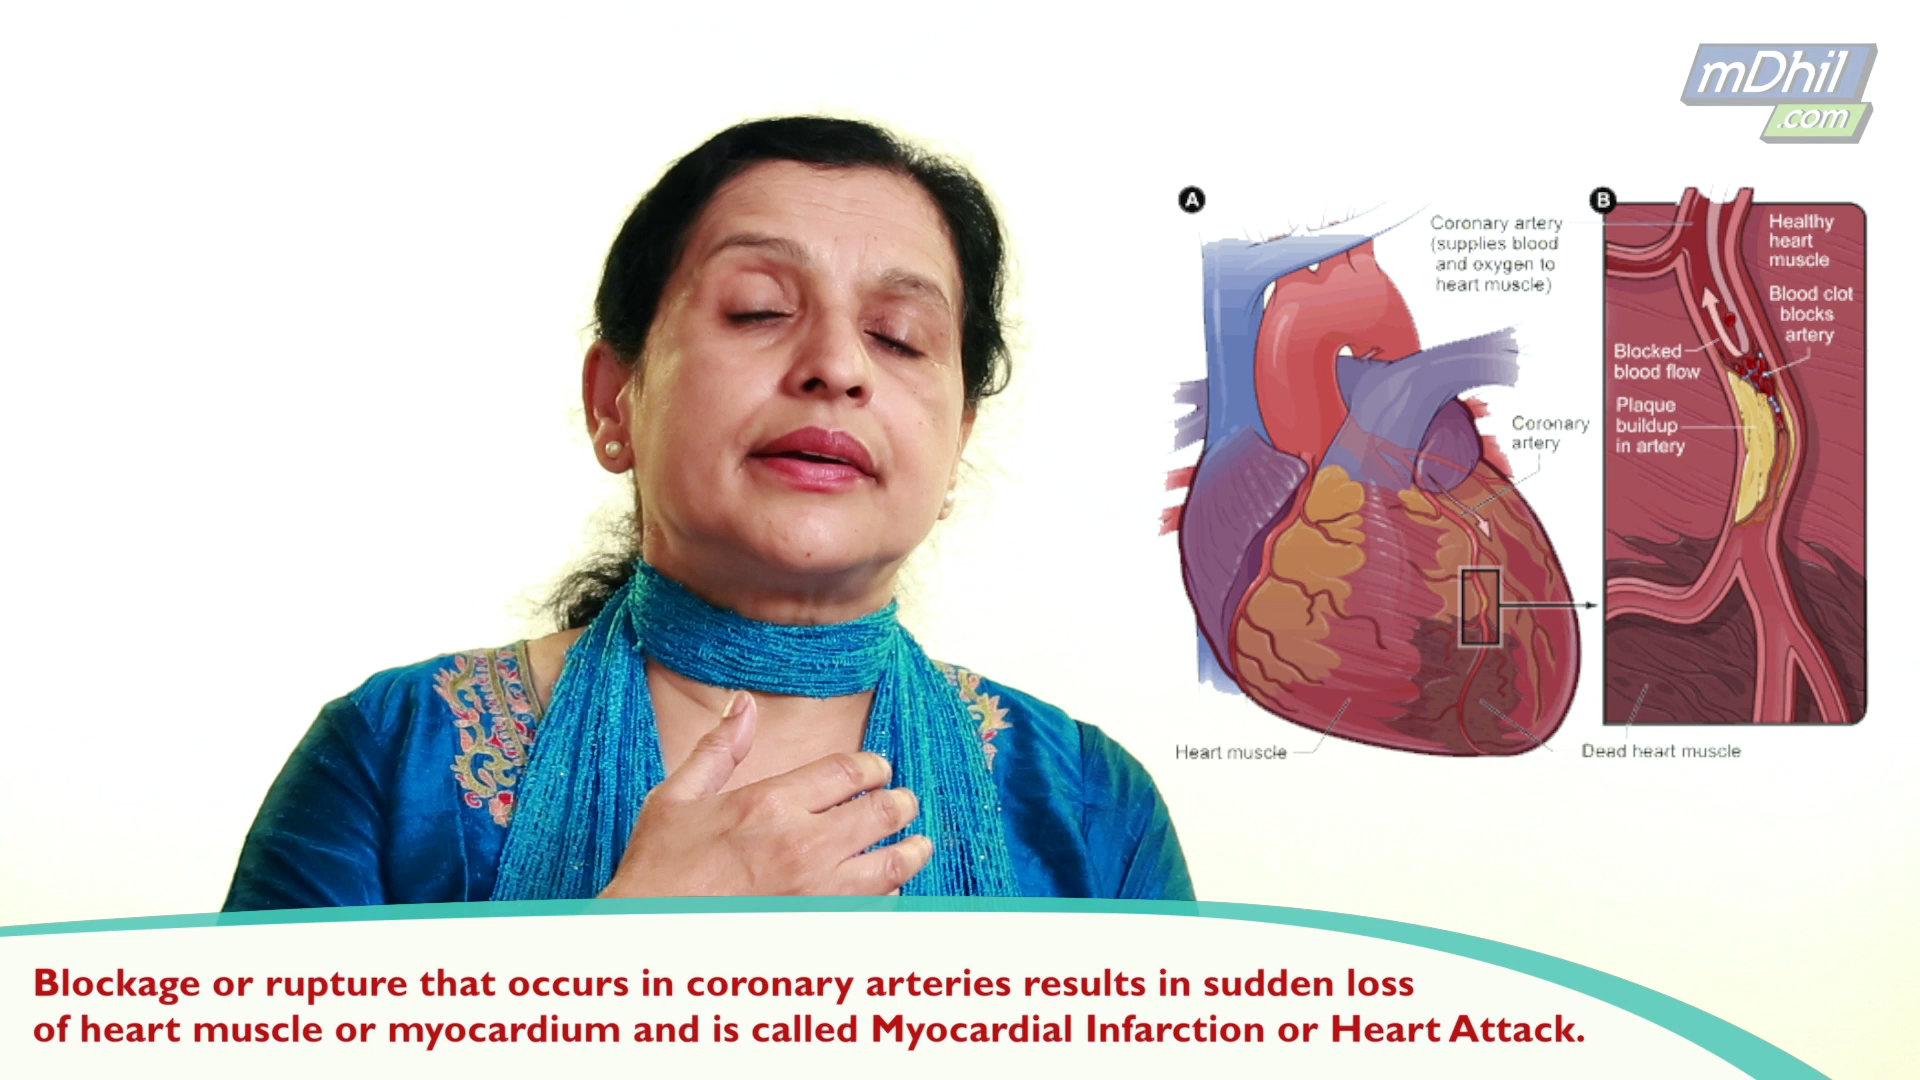 mDhil
.com
A
Coronary artery
(supplies blood
and oxygen to
heart muscle)
Coronary
artery
Heart muscle
Dead heart muscle
B
Healthy
heart
muscle
Blood clot
blocks
artery
Blocked
blood flow
Plaque
buildup
in artery
Blockage or rupture that occurs in coronary arteries results in sudden loss
of heart muscle or myocardium and is called Myocardial Infarction or Heart Attack.